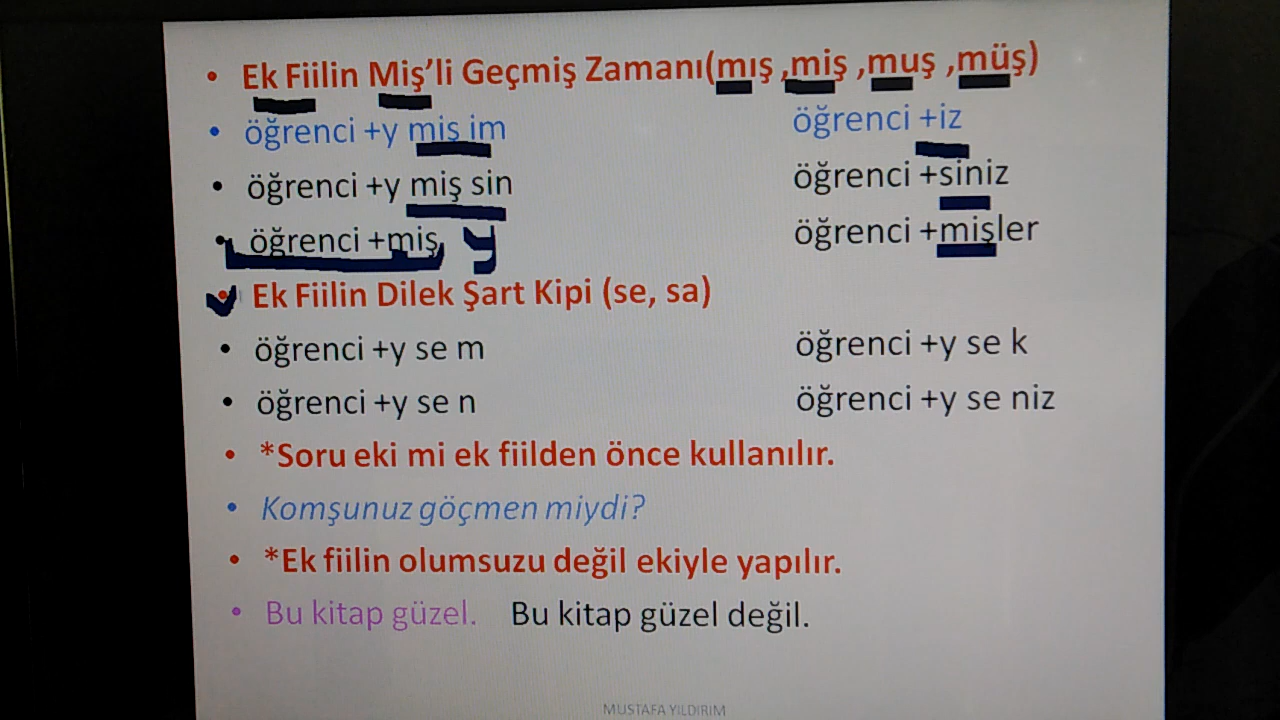 • Ek Fiilin Miş'li Geçmiş Zamanı(mış ,miş ,muş ,müş)
• öğrenci +y miş im öğrenci +iz
• öğrenci +y miş sin öğrenci +siniz
• öğrenci +miş y öğrenci +mişler
• Ek Fiilin Dilek Şart Kipi (se, sa)
• öğrenci +y se m öğrenci +y se k
• öğrenci +y se n öğrenci +y se niz
• *Soru eki mi ek fiilden önce kullanılır.
• Komşunuz göçmen miydi?
• *Ek fiilin olumsuzu değil ekiyle yapılır.
• Bu kitap güzel. Bu kitap güzel değil.
MUSTAFA YILDIRIM